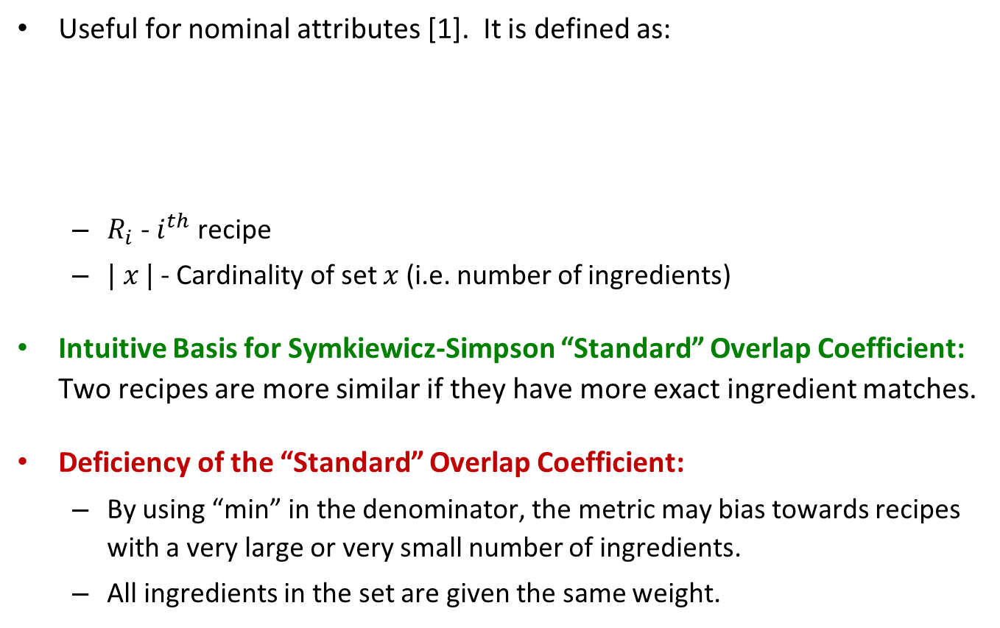 • Useful for nominal attributes [1]. It is defined as:
– R_i - i^th recipe
– | x | - Cardinality of set x (i.e. number of ingredients)
• Intuitive Basis for Symkiewicz-Simpson “Standard” Overlap Coefficient:
Two recipes are more similar if they have more exact ingredient matches.
• Deficiency of the “Standard” Overlap Coefficient:
– By using “min” in the denominator, the metric may bias towards recipes
with a very large or very small number of ingredients.
– All ingredients in the set are given the same weight.